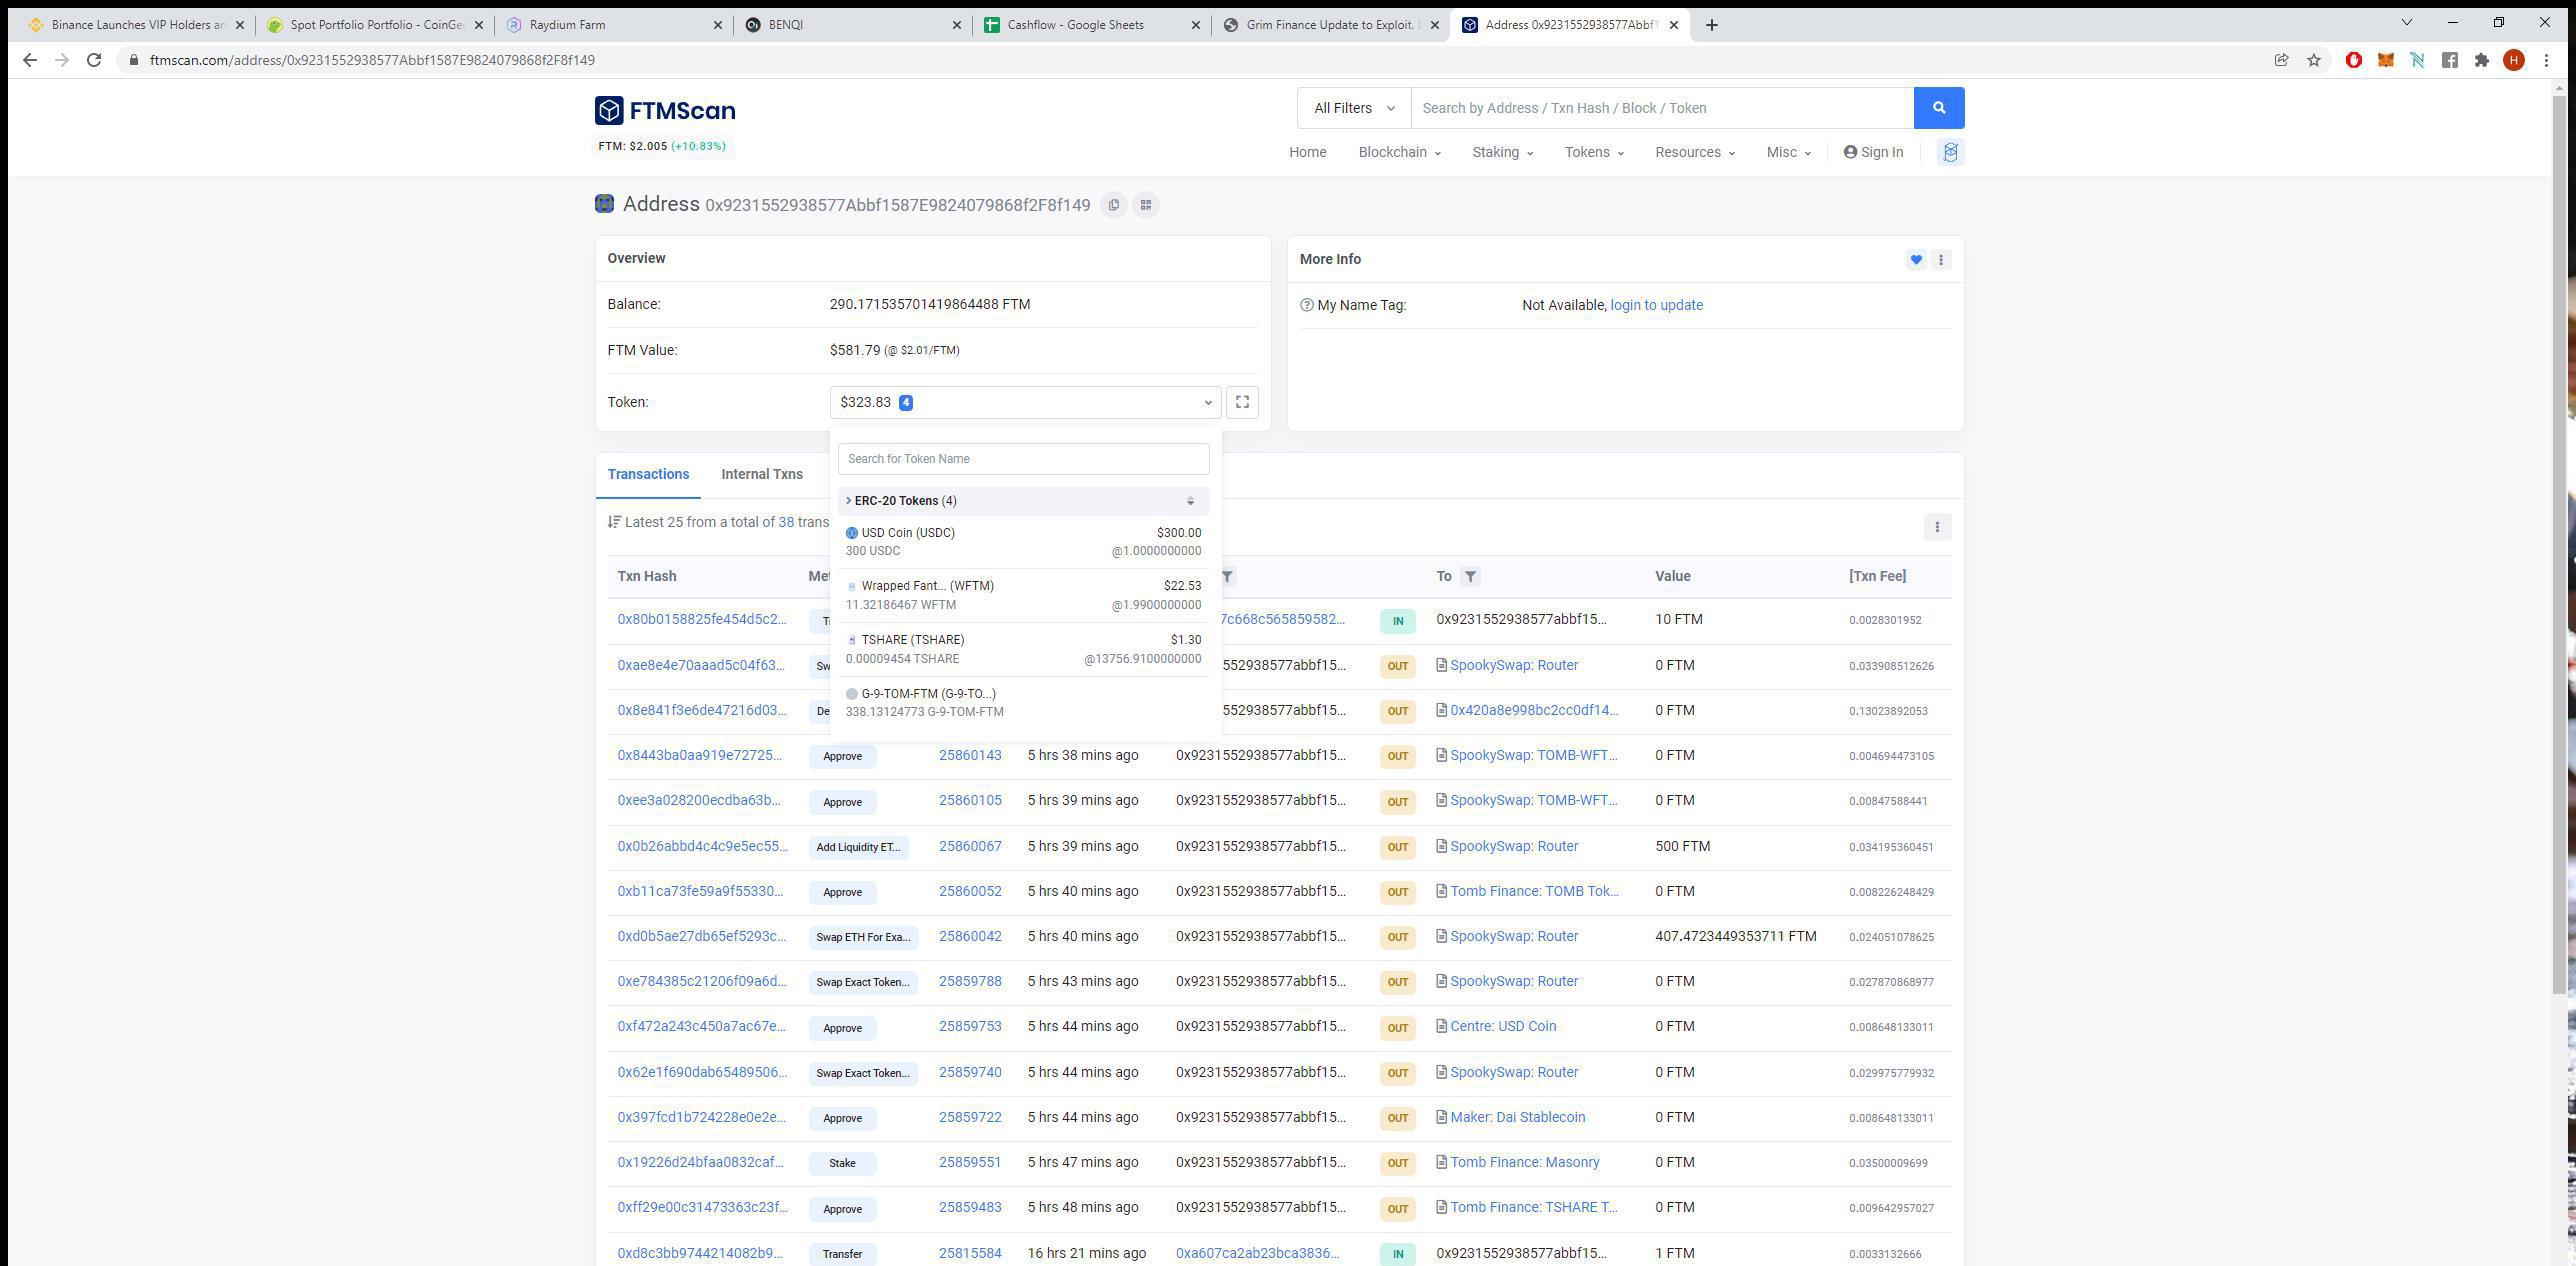 Binance Launches VIP Holders an
Spot Portfolio Portfolio - CoinGec
Raydium Farm
BENQI
Cashflow - Google Sheets
Grim Finance Update to Exploit.
Address 0x9231552938577Abbf1
ftmscan.com/address/0x9231552938577Abbf1587E9824079868f2F8f149
H
FTMScan
FTM: $2.005 (+10.83%)
All Filters
Search by Address / Txn Hash / Block / Token
Home Blockchain Staking Tokens Resources Misc Sign In
Address 0x9231552938577Abbf1587E9824079868f2F8f149
Overview
Balance: 290.171535701419864488 FTM
FTM Value: $581.79 (@ $2.01/FTM)
Token: $323.83 4
More Info
My Name Tag: Not Available, login to update
Search for Token Name
ERC-20 Tokens (4)
USD Coin (USDC) $300.00
300 USDC @1.0000000000
Wrapped Fant... (WFTM) $22.53
11.32186467 WFTM @1.9900000000
TSHARE (TSHARE) $1.30
0.00009454 TSHARE @13756.9100000000
G-9-TOM-FTM (G-9-TO...)
338.13124773 G-9-TOM-FTM
Transactions Internal Txns
Latest 25 from a total of 38 trans
Txn Hash Met To Value [Txn Fee]
0x80b0158825fe454d5c2... T 7c668c565859582... IN 0x9231552938577abbf15... 10 FTM 0.0028301952
0xae8e4e70aaad5c04f63... Sw 552938577abbf15... OUT SpookySwap: Router 0 FTM 0.033908512626
0x8e841f3e6de47216d03... De 552938577abbf15... OUT 0x420a8e998bc2cc0df14... 0 FTM 0.13023892053
0x8443ba0aa919e72725... Approve 25860143 5 hrs 38 mins ago 0x9231552938577abbf15... OUT SpookySwap: TOMB-WFT... 0 FTM 0.004694473105
0xee3a028200ecdba63b... Approve 25860105 5 hrs 39 mins ago 0x9231552938577abbf15... OUT SpookySwap: TOMB-WFT... 0 FTM 0.00847588441
0x0b26abbd4c4c9e5ec55... Add Liquidity ET... 25860067 5 hrs 39 mins ago 0x9231552938577abbf15... OUT SpookySwap: Router 500 FTM 0.034195360451
0xb11ca73fe59a9f55330... Approve 25860052 5 hrs 40 mins ago 0x9231552938577abbf15... OUT Tomb Finance: TOMB Tok... 0 FTM 0.008226248429
0xd0b5ae27db65ef5293c... Swap ETH For Exa... 25860042 5 hrs 40 mins ago 0x9231552938577abbf15... OUT SpookySwap: Router 407.4723449353711 FTM 0.024051078625
0xe784385c21206f09a6d... Swap Exact Token... 25859788 5 hrs 43 mins ago 0x9231552938577abbf15... OUT SpookySwap: Router 0 FTM 0.027870868977
0xf472a243c450a7ac67e... Approve 25859753 5 hrs 44 mins ago 0x9231552938577abbf15... OUT Centre: USD Coin 0 FTM 0.008648133011
0x62e1f690dab65489506... Swap Exact Token... 25859740 5 hrs 44 mins ago 0x9231552938577abbf15... OUT SpookySwap: Router 0 FTM 0.029975779932
0x397fcd1b724228e0e2e... Approve 25859722 5 hrs 44 mins ago 0x9231552938577abbf15... OUT Maker: Dai Stablecoin 0 FTM 0.008648133011
0x19226d24bfaa0832caf... Stake 25859551 5 hrs 47 mins ago 0x9231552938577abbf15... OUT Tomb Finance: Masonry 0 FTM 0.03500009699
0xff29e00c31473363c23f... Approve 25859483 5 hrs 48 mins ago 0x9231552938577abbf15... OUT Tomb Finance: TSHARE T... 0 FTM 0.009642957027
0xd8c3bb9744214082b9... Transfer 25815584 16 hrs 21 mins ago 0xa607ca2ab23bca3836... IN 0x9231552938577abbf15... 1 FTM 0.0033132666